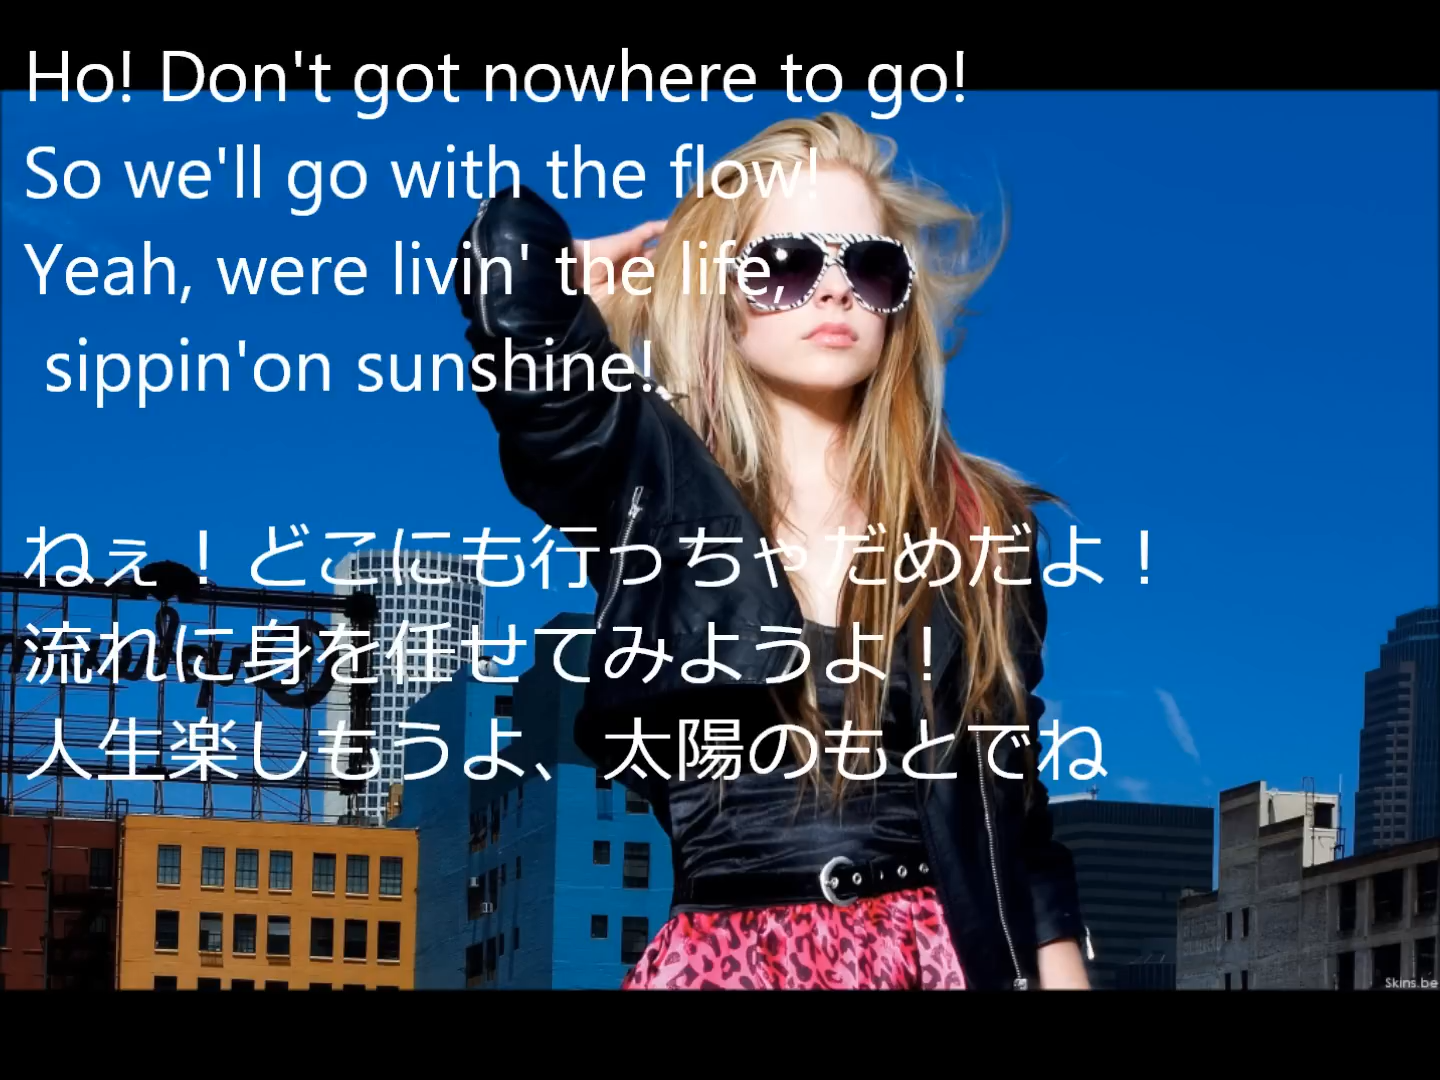 Ho! Don't got nowhere to go!
So we'll go with the flow!
Yeah, were livin' the life,
sippin'on sunshine!
ねぇ！どこにも行っちゃだめだよ！
流れに身を任せてみようよ！
人生楽しもうよ、太陽のもとでね
Skins.be